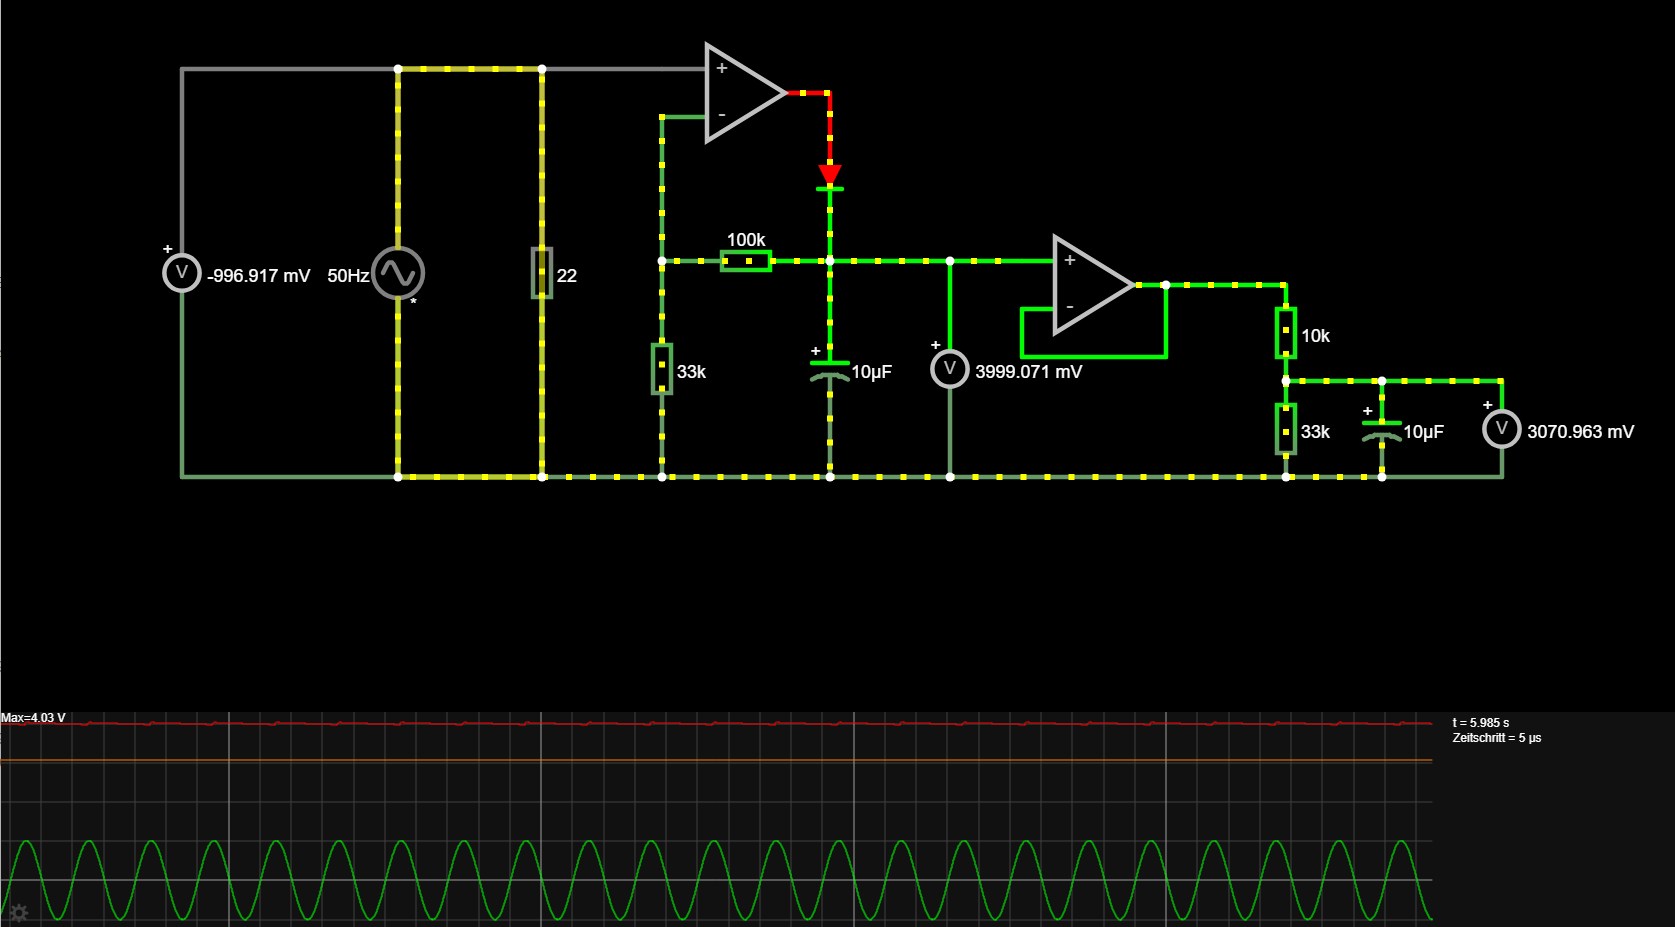 +
-
100k
+
-
+
V
-996.917 mV
50Hz
*
22
33k
+
10µF
+
V
3999.071 mV
10k
33k
+
10µF
+
V
3070.963 mV
Max=4.03 V
t = 5.985 s
Zeitschritt = 5 µs